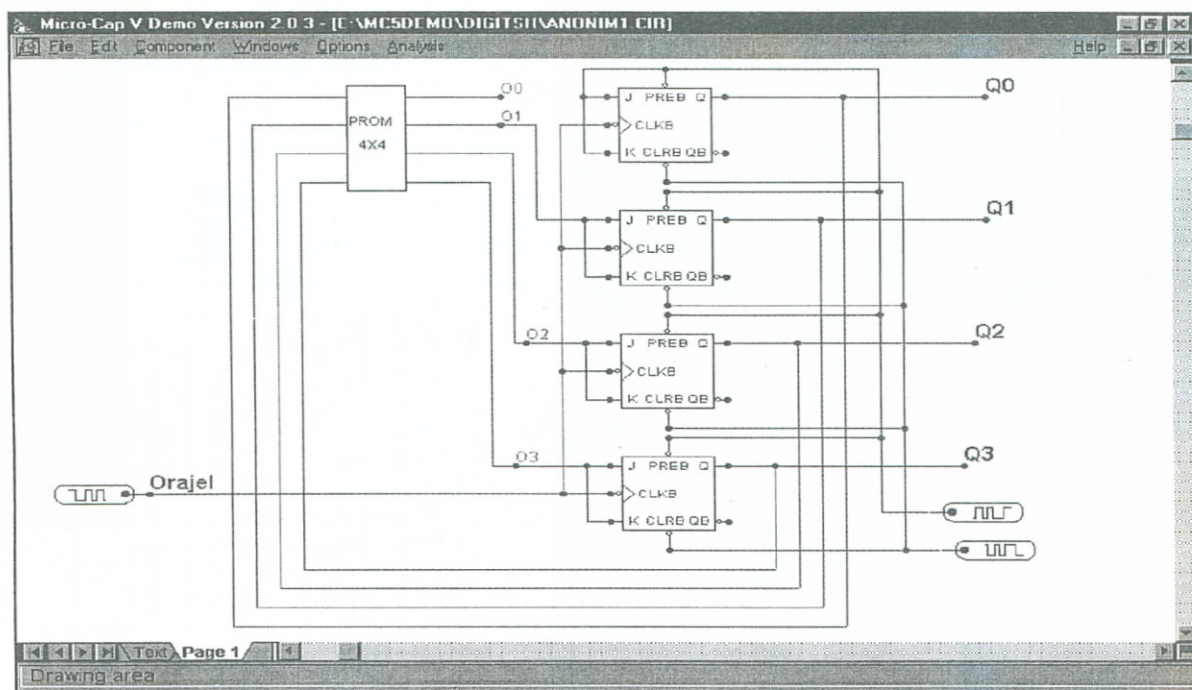 Micro-Cap V Demo Version 2.0.3 - [C:\MC5DEMO\DIGITSII\ANONIM1.CIR]
File Edit Component Windows Options Analysis Help
O0
Q0
J PREB Q
O1
PROM
4X4
CLKB
K CLRB QB
Q1
J PREB Q
CLKB
K CLRB QB
O2
Q2
J PREB Q
CLKB
K CLRB QB
O3
Q3
J PREB Q
Orajel
CLKB
K CLRB QB
Text Page 1
Drawing area